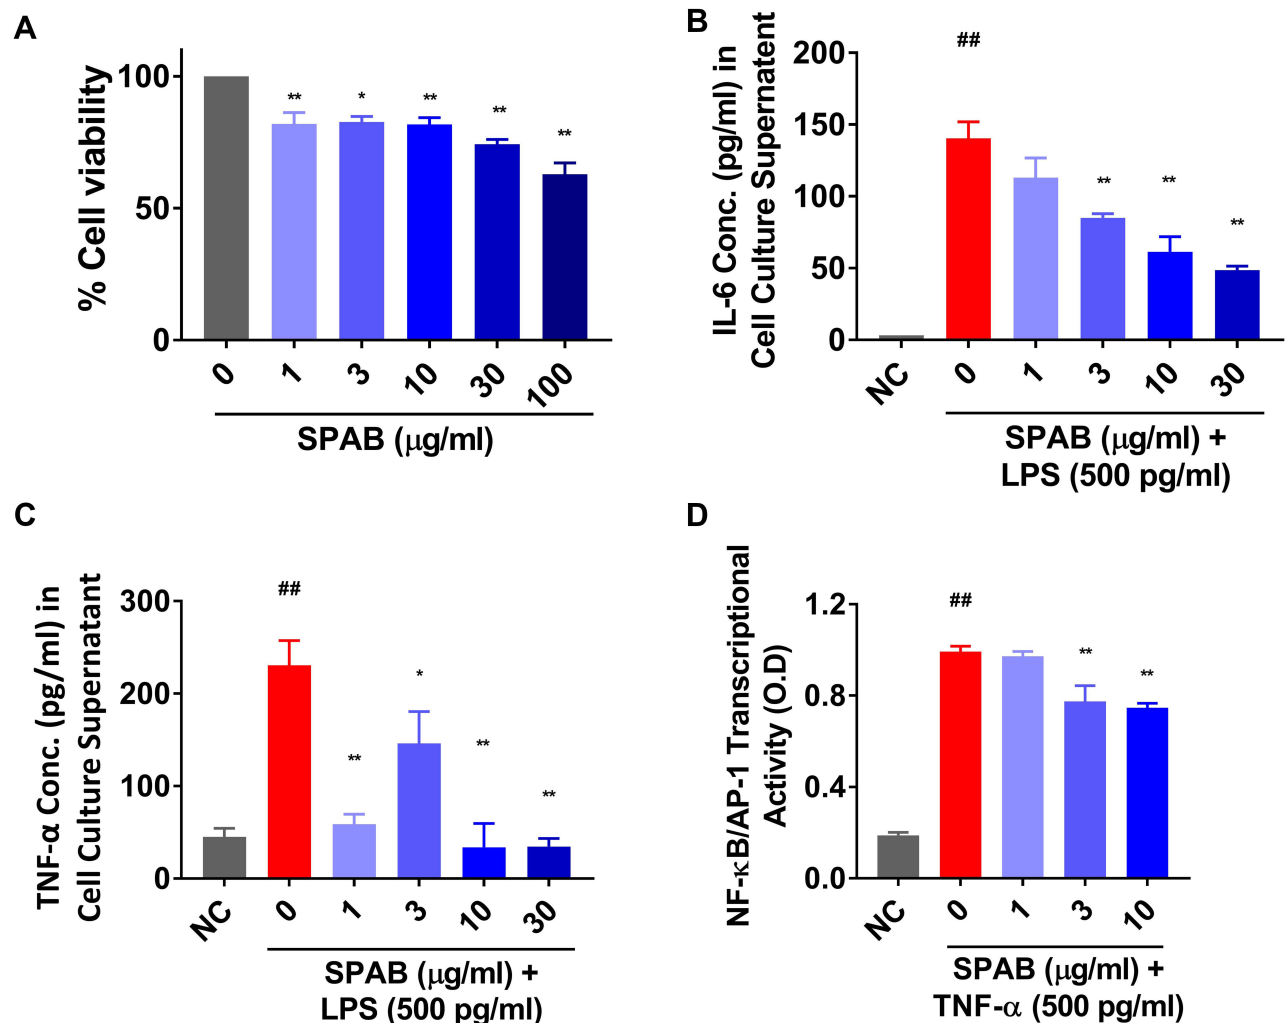 A
% Cell viability
100
50
0
** * ** ** **
0 1 3 10 30 100
SPAB (μg/ml)
B
IL-6 Conc. (pg/ml) in
Cell Culture Supernatent
200
150
100
50
0
## ** ** **
NC 0 1 3 10 30
SPAB (μg/ml) +
LPS (500 pg/ml)
C
TNF-α Conc. (pg/ml) in
Cell Culture Supernatant
300
200
100
0
## ** * ** **
NC 0 1 3 10 30
SPAB (μg/ml) +
LPS (500 pg/ml)
D
NF-κB/AP-1 Transcriptional
Activity (O.D)
1.2
0.8
0.4
0.0
## ** **
NC 0 1 3 10
SPAB (μg/ml) +
TNF-α (500 pg/ml)